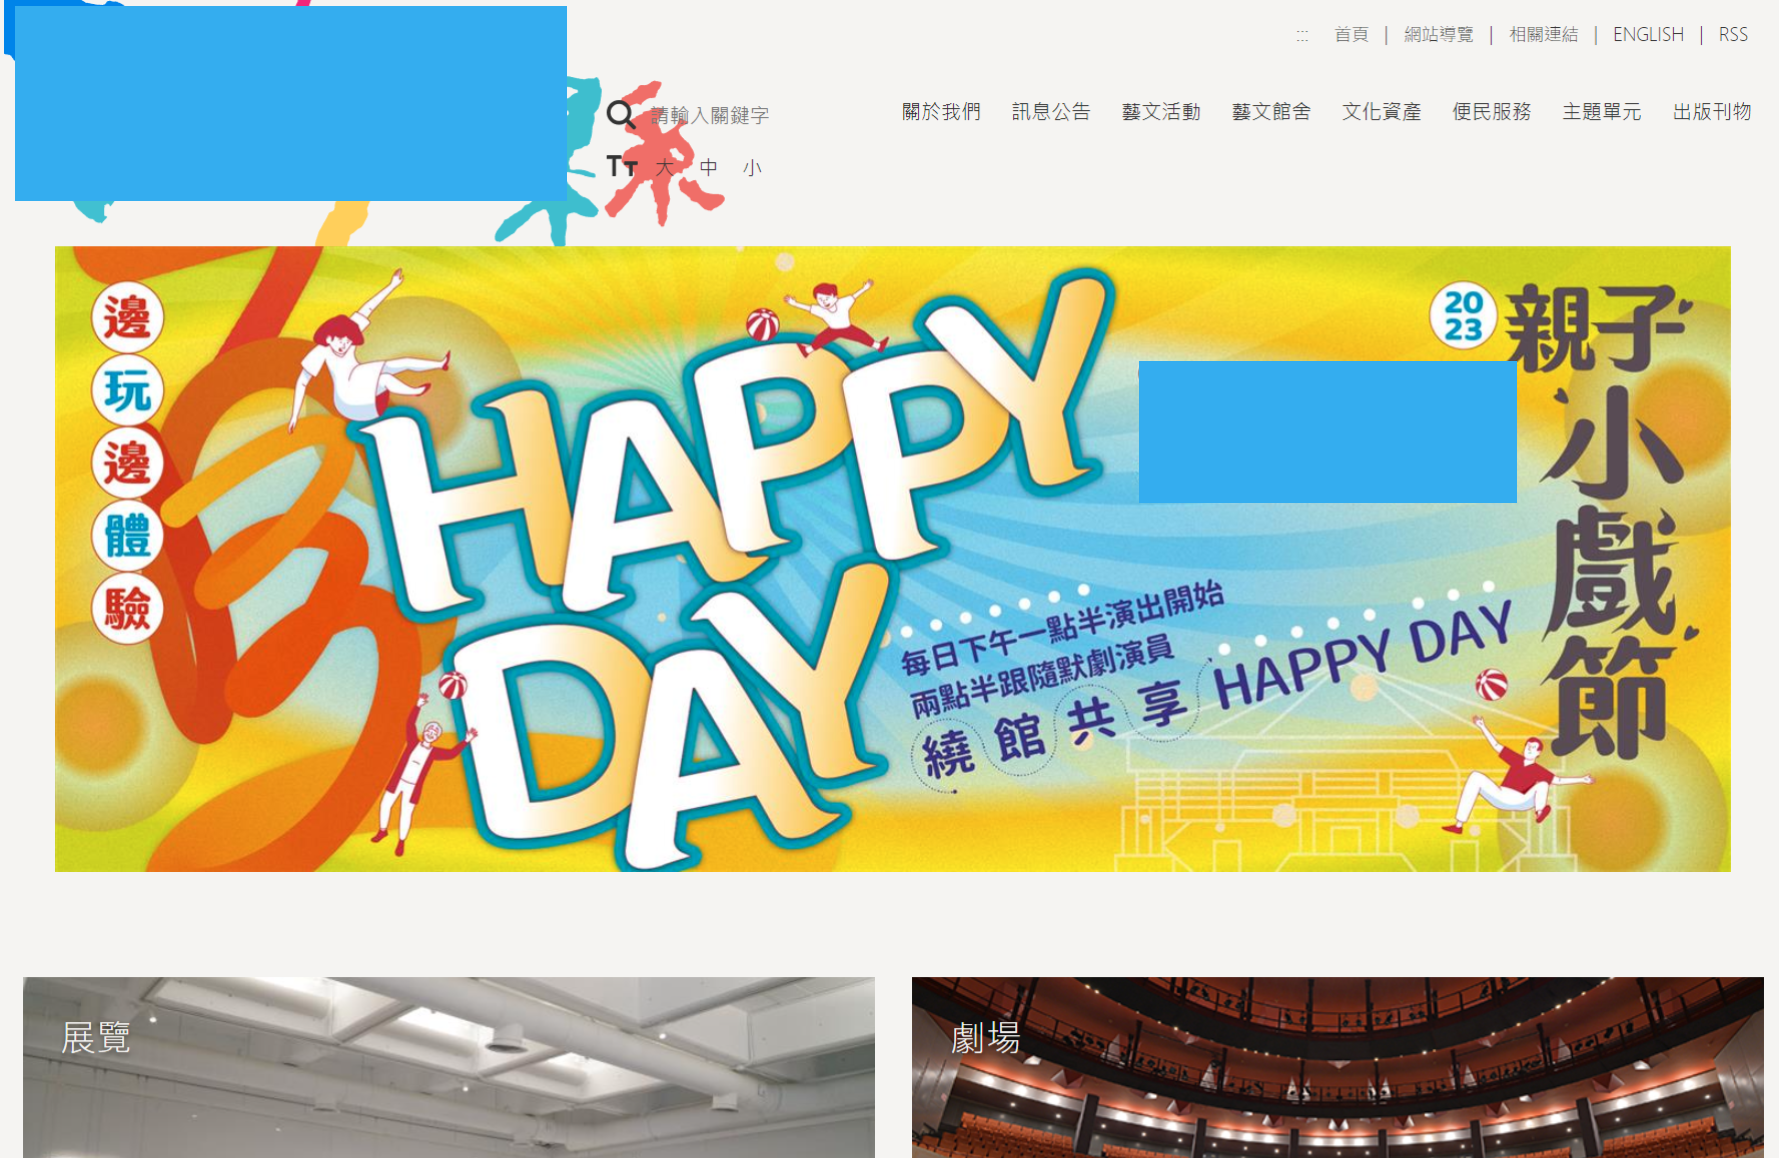 :::
首頁 | 網站導覽 | 相關連結 | ENGLISH | RSS
請輸入關鍵字
關於我們 訊息公告 藝文活動 藝文館舍 文化資產 便民服務 主題單元 出版刊物
Tт 大 中 小
邊玩邊體驗
HAPPY
DAY
2023
親子小戲節
每日下午一點半演出開始
兩點半跟隨默劇演員
繞館共享 HAPPY DAY
展覽
劇場